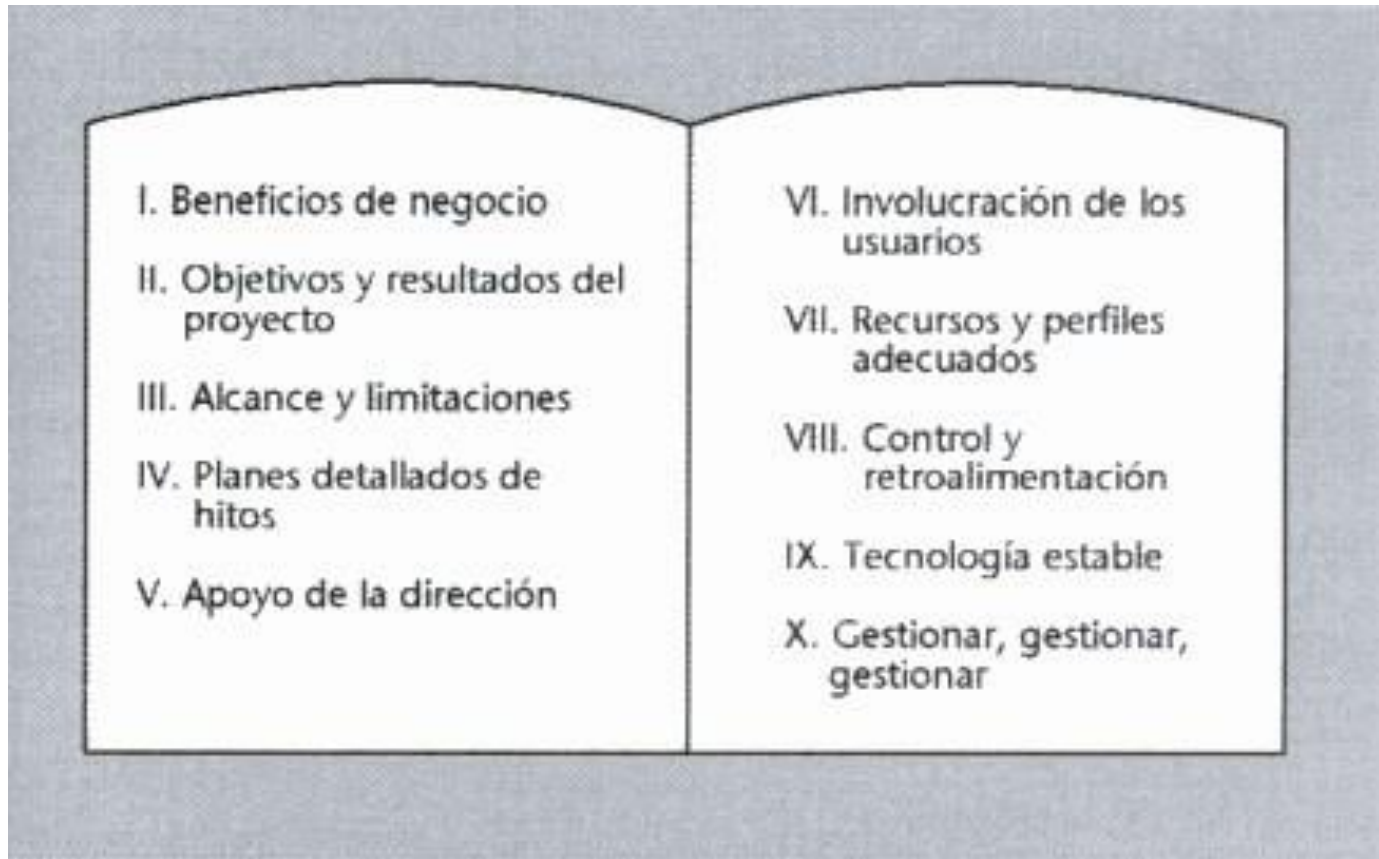 I. Beneficios de negocio
II. Objetivos y resultados del
proyecto
III. Alcance y limitaciones
IV. Planes detallados de
hitos
V. Apoyo de la dirección
VI. Involucración de los
usuarios
VII. Recursos y perfiles
adecuados
VIII. Control y
retroalimentación
IX. Tecnología estable
X. Gestionar, gestionar,
gestionar